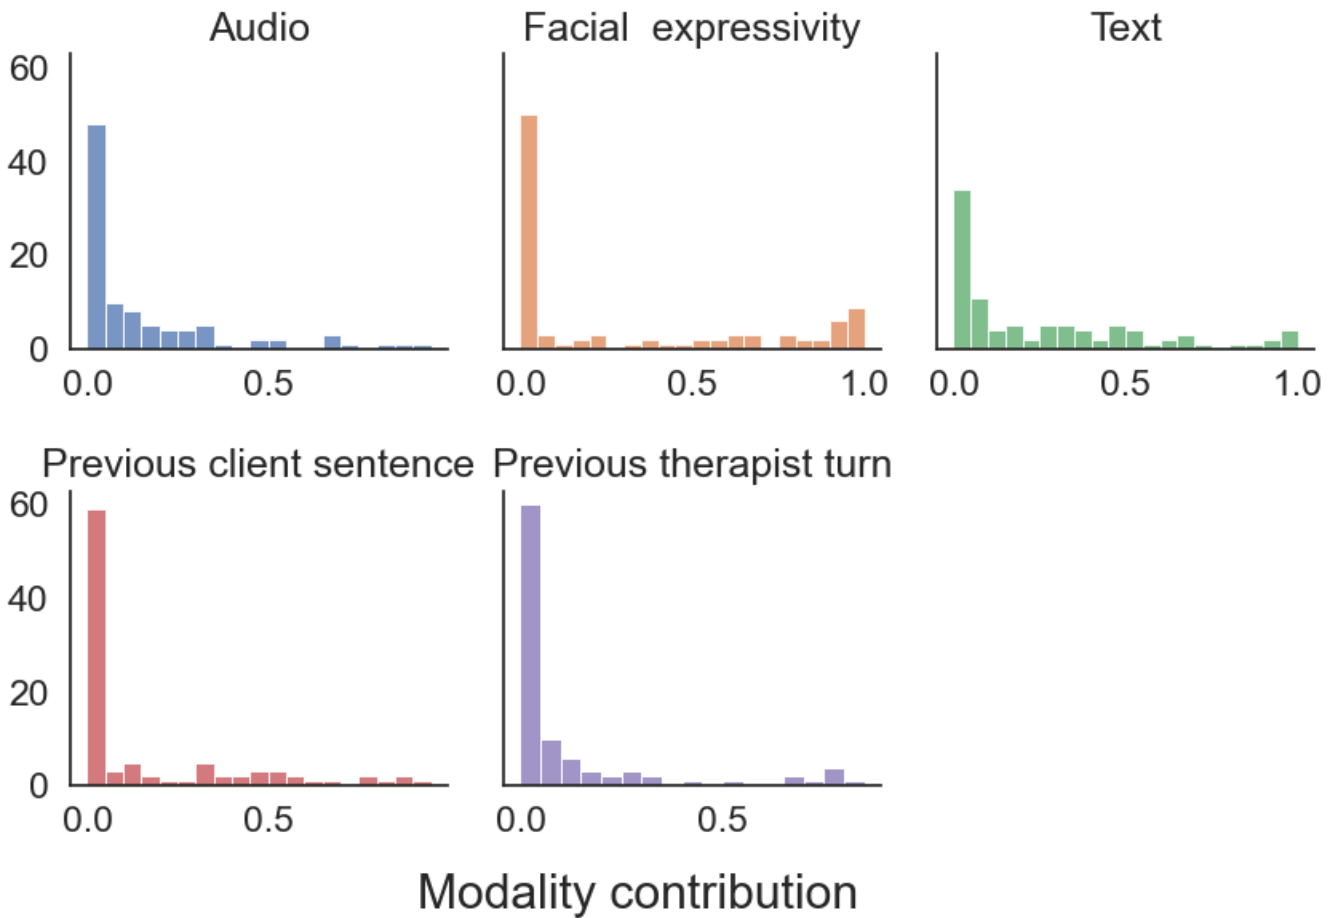 Audio
Facial expressivity
Text
60
40
20
0
0.0 0.5
0.0 0.5 1.0
0.0 0.5 1.0
Previous client sentence
Previous therapist turn
60
40
20
0
0.0 0.5
0.0 0.5
Modality contribution